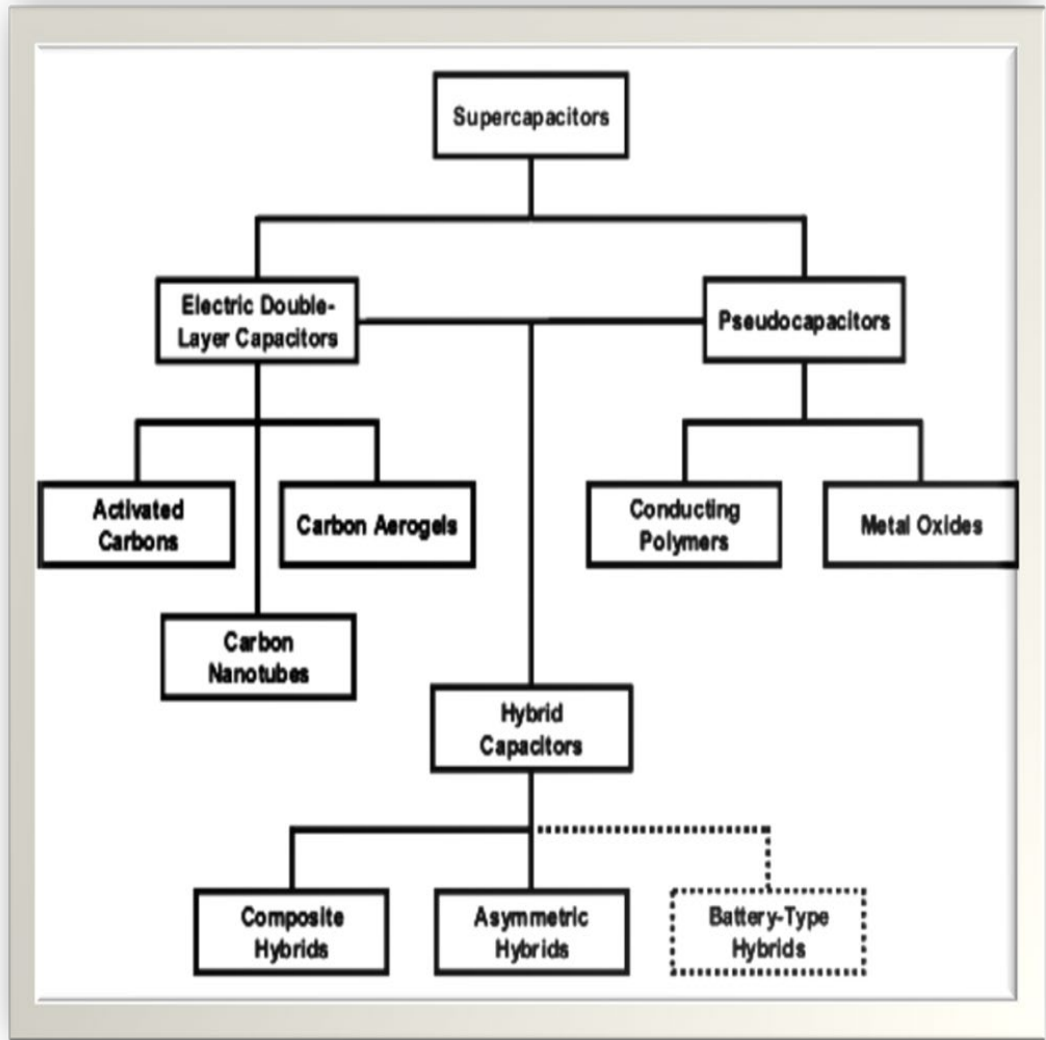 Supercapacitors
Electric Double-
Layer Capacitors
Pseudocapacitors
Activated
Carbons
Carbon Aerogels
Conducting
Polymers
Metal Oxides
Carbon
Nanotubes
Hybrid
Capacitors
Composite
Hybrids
Asymmetric
Hybrids
Battery-Type
Hybrids